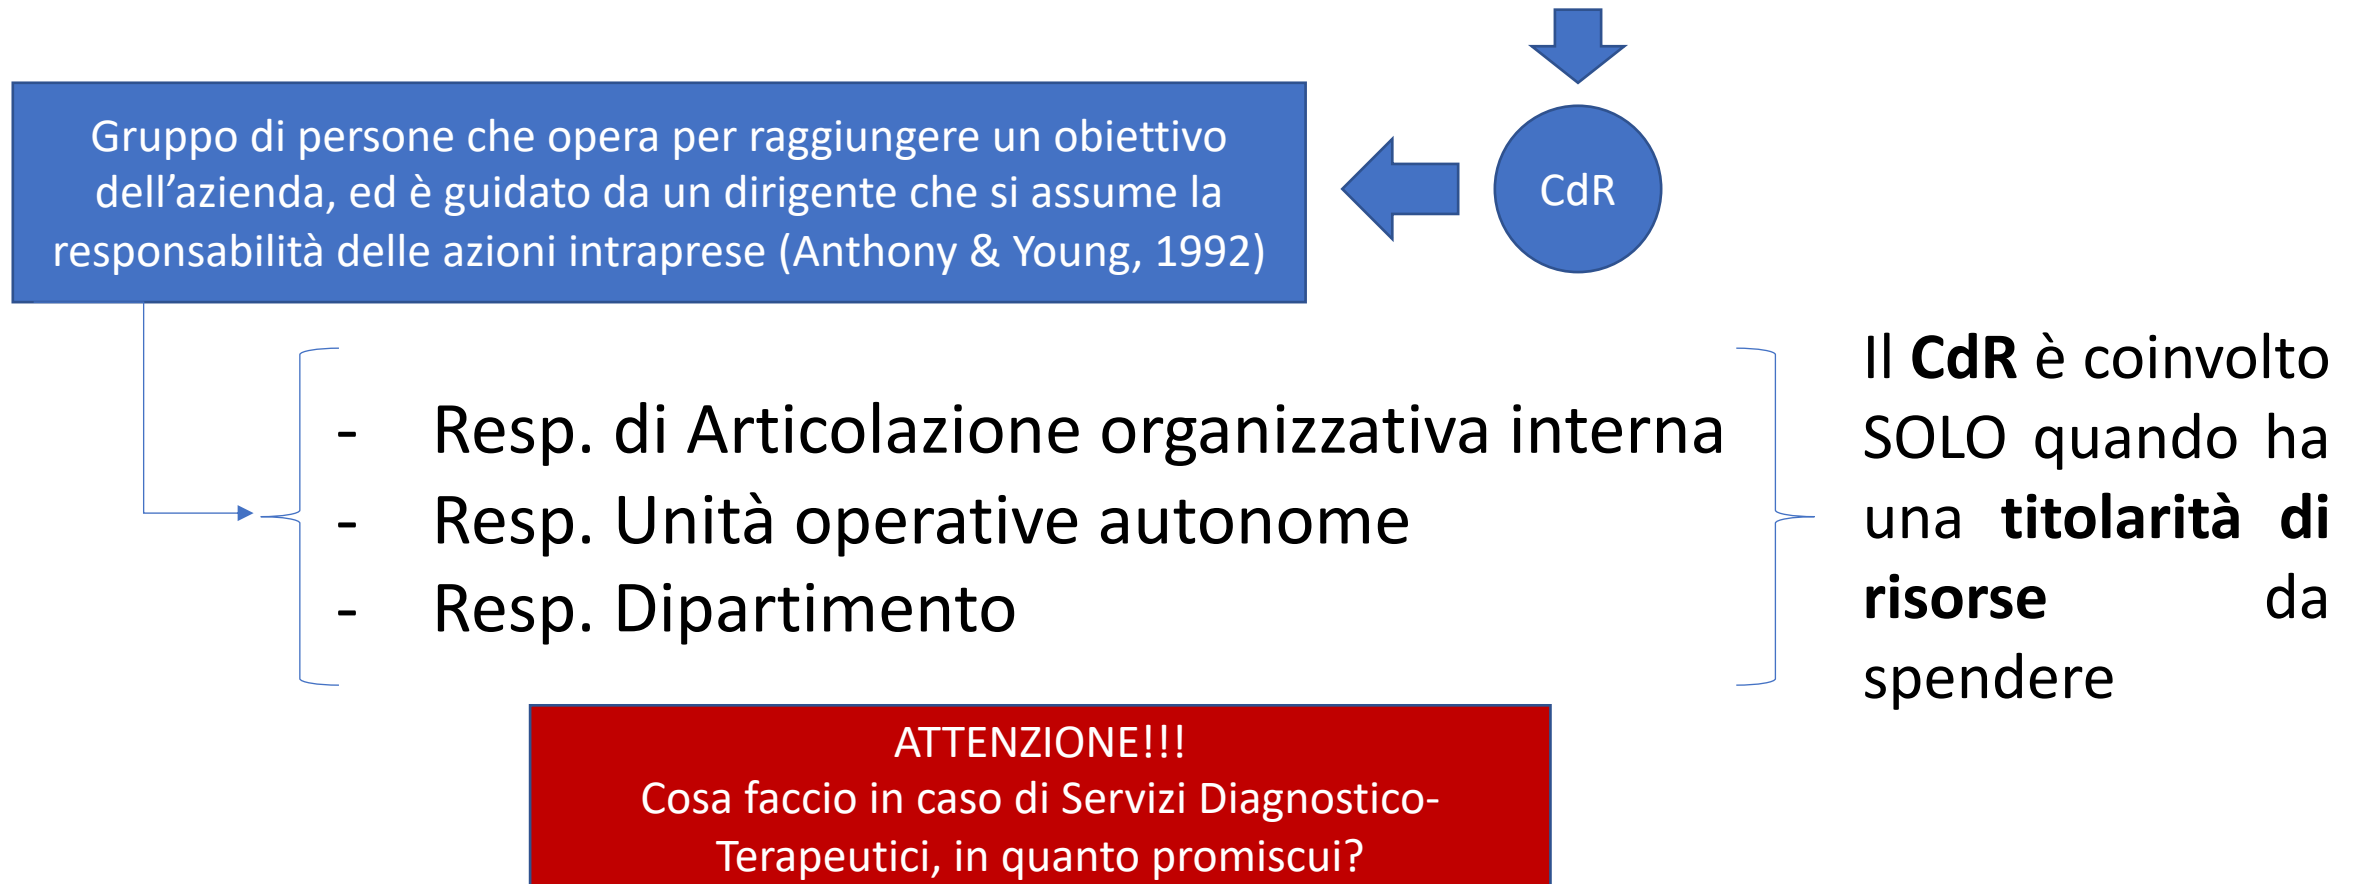 Gruppo di persone che opera per raggiungere un obiettivo
dell’azienda, ed è guidato da un dirigente che si assume la
responsabilità delle azioni intraprese (Anthony & Young, 1992)
CdR
- Resp. di Articolazione organizzativa interna
- Resp. Unità operative autonome
- Resp. Dipartimento
Il CdR è coinvolto
SOLO quando ha
una titolarità di
risorse da
spendere
ATTENZIONE!!!
Cosa faccio in caso di Servizi Diagnostico-
Terapeutici, in quanto promiscui?